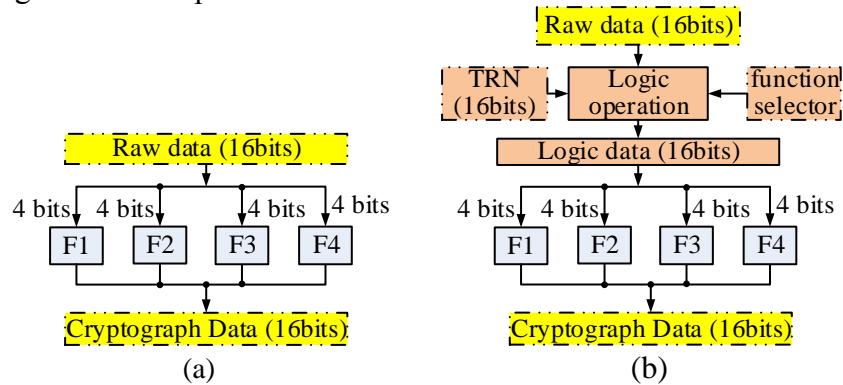 Raw data (16bits)
4 bits
4 bits
4 bits
4 bits
F1
F2
F3
F4
Cryptograph Data (16bits)
(a)
Raw data (16bits)
TRN
(16bits)
Logic
operation
function
selector
Logic data (16bits)
4 bits
4 bits
4 bits
4 bits
F1
F2
F3
F4
Cryptograph Data (16bits)
(b)